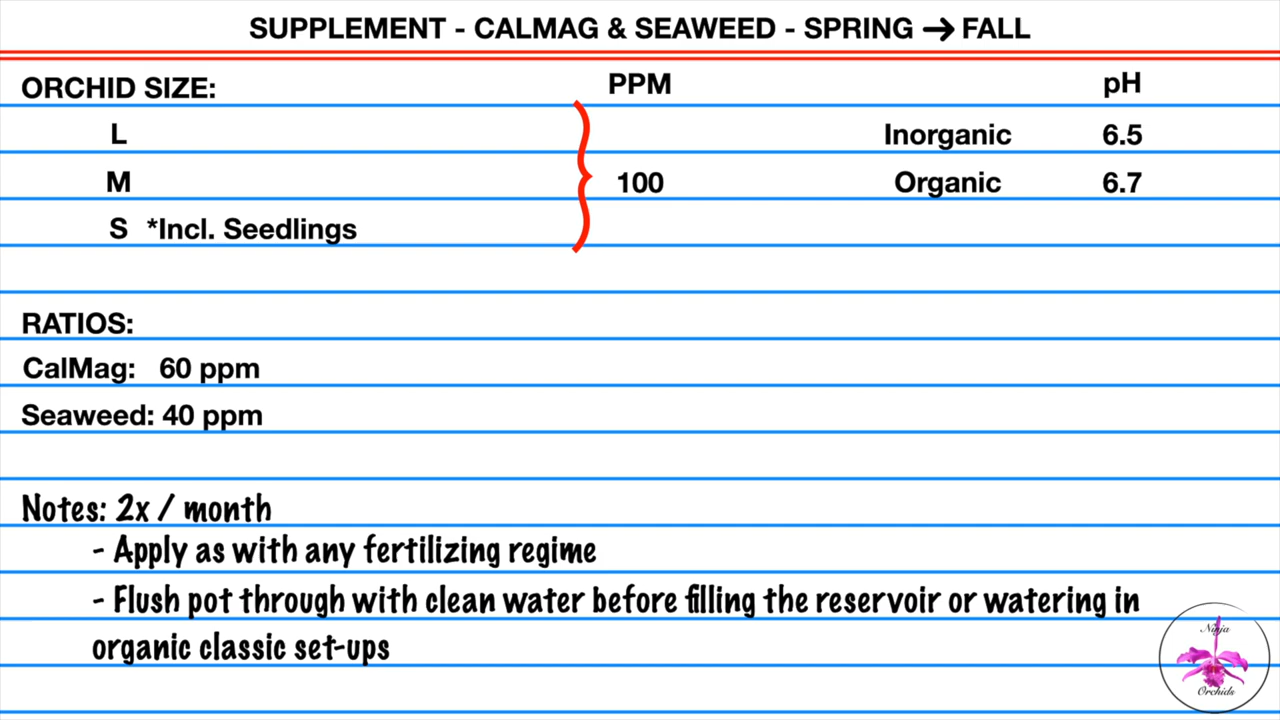 SUPPLEMENT - CALMAG & SEAWEED - SPRING → FALL
ORCHID SIZE: PPM pH
L Inorganic 6.5
M 100 Organic 6.7
S *Incl. Seedlings
RATIOS:
CalMag: 60 ppm
Seaweed: 40 ppm
Notes: 2x / month
- Apply as with any fertilizing regime
- Flush pot through with clean water before filling the reservoir or watering in
organic classic set-ups
Ninja
Orchids